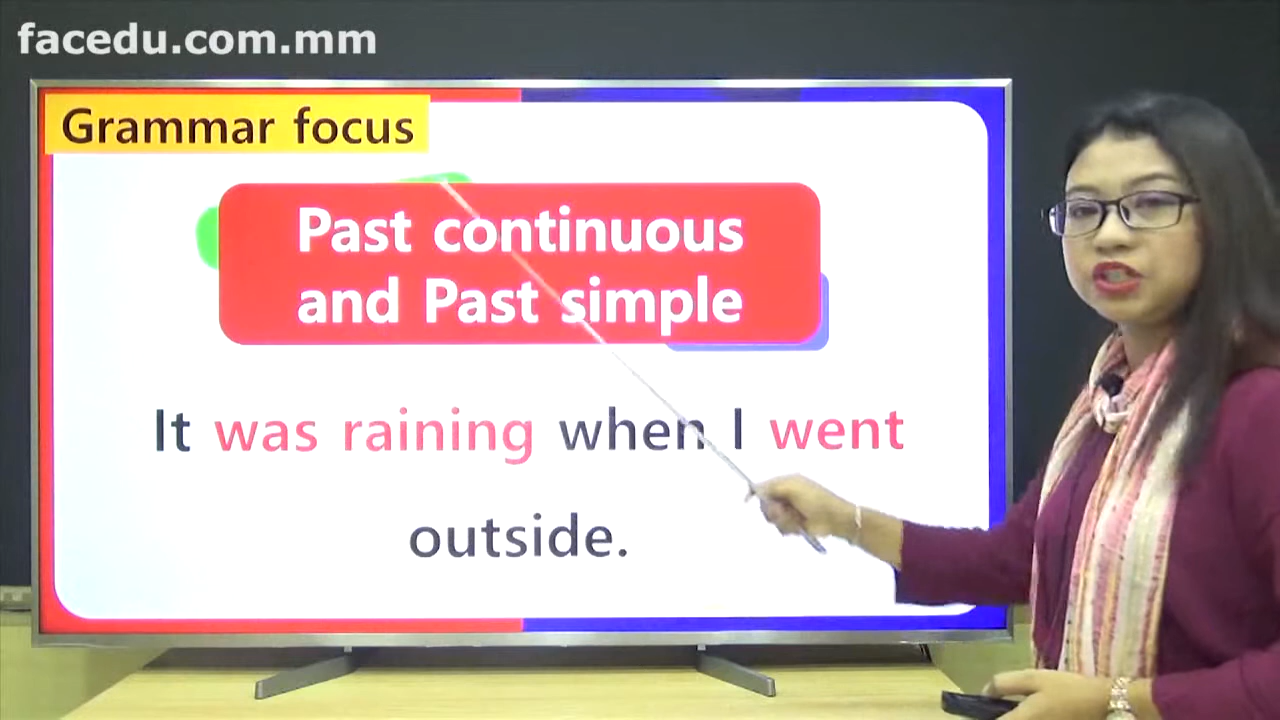 facedu.com.mm
Grammar focus
Past continuous
and Past simple
It was raining when I went
outside.